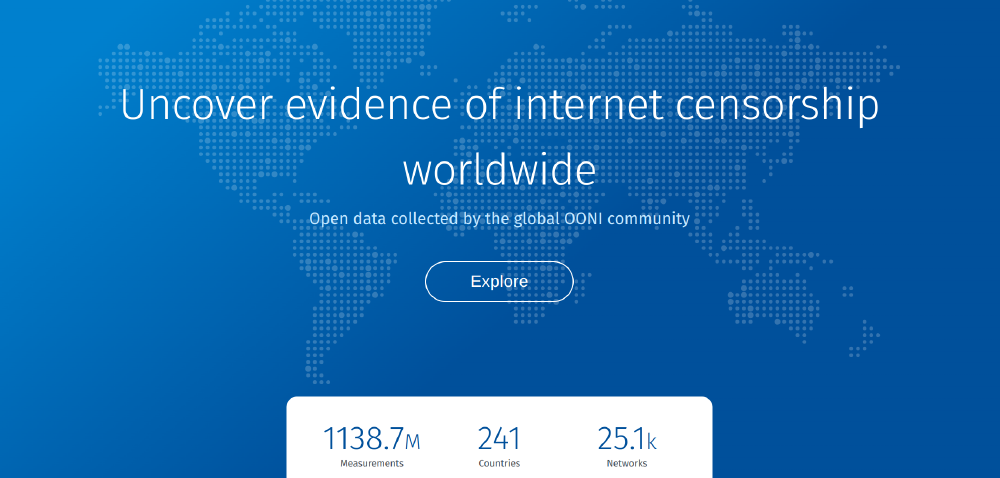 Uncover evidence of internet censorship
worldwide
Open data collected by the global OONI community
Explore
1138.7M 241 25.1k
Measurements Countries Networks